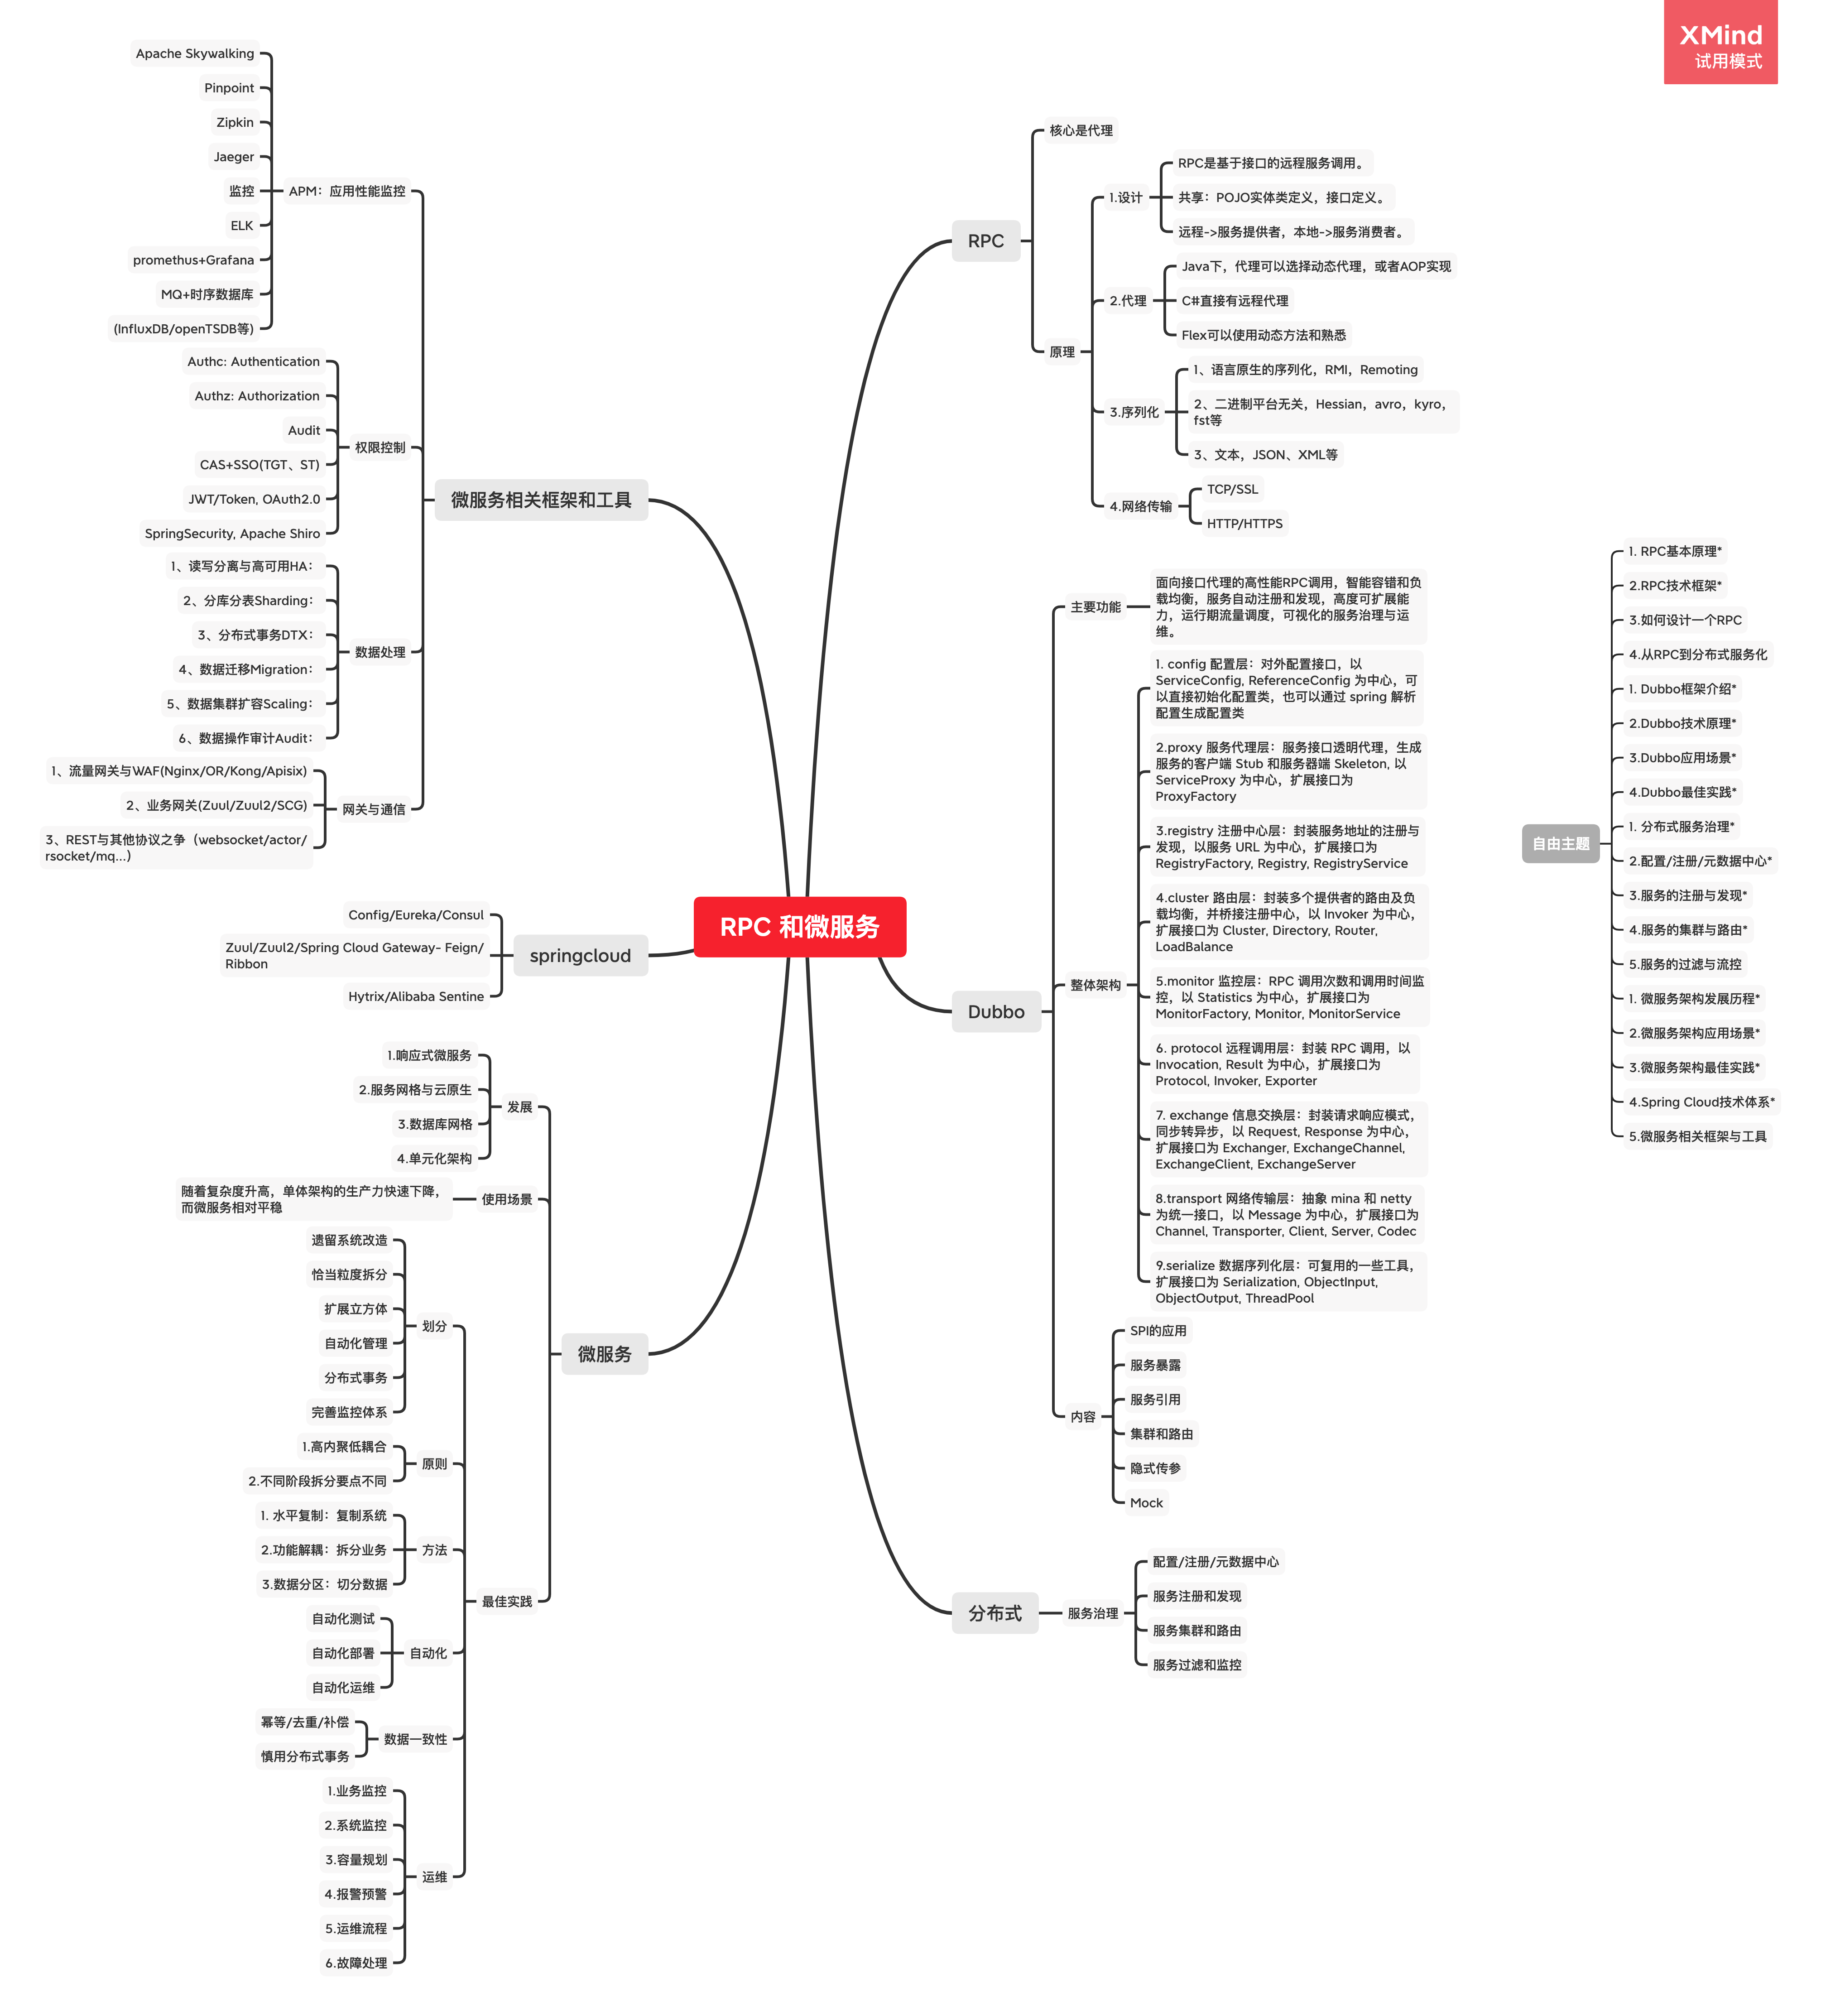 XMind
试用模式
RPC 和微服务
RPC
核心是代理
原理
1.设计
RPC是基于接口的远程服务调用。
共享：POJO实体类定义，接口定义。
远程->服务提供者，本地->服务消费者。
2.代理
Java下，代理可以选择动态代理，或者AOP实现
C#直接有远程代理
Flex可以使用动态方法和熟悉
3.序列化
1、语言原生的序列化，RMI，Remoting
2、二进制平台无关，Hessian，avro，kyro，
fst等
3、文本，JSON、XML等
4.网络传输
TCP/SSL
HTTP/HTTPS
Dubbo
主要功能
面向接口代理的高性能RPC调用，智能容错和负
载均衡，服务自动注册和发现，高度可扩展能
力，运行期流量调度，可视化的服务治理与运
维。
整体架构
1. config 配置层：对外配置接口，以
ServiceConfig, ReferenceConfig 为中心，可
以直接初始化配置类，也可以通过 spring 解析
配置生成配置类
2.proxy 服务代理层：服务接口透明代理，生成
服务的客户端 Stub 和服务器端 Skeleton, 以
ServiceProxy 为中心，扩展接口为
ProxyFactory
3.registry 注册中心层：封装服务地址的注册与
发现，以服务 URL 为中心，扩展接口为
RegistryFactory, Registry, RegistryService
4.cluster 路由层：封装多个提供者的路由及负
载均衡，并桥接注册中心，以 Invoker 为中心，
扩展接口为 Cluster, Directory, Router,
LoadBalance
5.monitor 监控层：RPC 调用次数和调用时间监
控，以 Statistics 为中心，扩展接口为
MonitorFactory, Monitor, MonitorService
6. protocol 远程调用层：封装 RPC 调用，以
Invocation, Result 为中心，扩展接口为
Protocol, Invoker, Exporter
7. exchange 信息交换层：封装请求响应模式，
同步转异步，以 Request, Response 为中心，
扩展接口为 Exchanger, ExchangeChannel,
ExchangeClient, ExchangeServer
8.transport 网络传输层：抽象 mina 和 netty
为统一接口，以 Message 为中心，扩展接口为
Channel, Transporter, Client, Server, Codec
9.serialize 数据序列化层：可复用的一些工具，
扩展接口为 Serialization, ObjectInput,
ObjectOutput, ThreadPool
内容
SPI的应用
服务暴露
服务引用
集群和路由
隐式传参
Mock
分布式
服务治理
配置/注册/元数据中心
服务注册和发现
服务集群和路由
服务过滤和监控
微服务相关框架和工具
APM：应用性能监控
Apache Skywalking
Pinpoint
Zipkin
Jaeger
监控
ELK
promethus+Grafana
MQ+时序数据库
(InfluxDB/openTSDB等)
权限控制
Authc: Authentication
Authz: Authorization
Audit
CAS+SSO(TGT、ST)
JWT/Token, OAuth2.0
SpringSecurity, Apache Shiro
数据处理
1、读写分离与高可用HA：
2、分库分表Sharding：
3、分布式事务DTX：
4、数据迁移Migration：
5、数据集群扩容Scaling：
6、数据操作审计Audit：
网关与通信
1、流量网关与WAF(Nginx/OR/Kong/Apisix)
2、业务网关(Zuul/Zuul2/SCG)
3、REST与其他协议之争（websocket/actor/
rsocket/mq...）
springcloud
Config/Eureka/Consul
Zuul/Zuul2/Spring Cloud Gateway- Feign/
Ribbon
Hytrix/Alibaba Sentine
微服务
发展
1.响应式微服务
2.服务网格与云原生
3.数据库网格
4.单元化架构
使用场景
随着复杂度升高，单体架构的生产力快速下降，
而微服务相对平稳
最佳实践
划分
遗留系统改造
恰当粒度拆分
扩展立方体
自动化管理
分布式事务
完善监控体系
原则
1.高内聚低耦合
2.不同阶段拆分要点不同
方法
1. 水平复制：复制系统
2.功能解耦：拆分业务
3.数据分区：切分数据
自动化
自动化测试
自动化部署
自动化运维
数据一致性
幂等/去重/补偿
慎用分布式事务
运维
1.业务监控
2.系统监控
3.容量规划
4.报警预警
5.运维流程
6.故障处理
自由主题
1. RPC基本原理*
2.RPC技术框架*
3.如何设计一个RPC
4.从RPC到分布式服务化
1. Dubbo框架介绍*
2.Dubbo技术原理*
3.Dubbo应用场景*
4.Dubbo最佳实践*
1. 分布式服务治理*
2.配置/注册/元数据中心*
3.服务的注册与发现*
4.服务的集群与路由*
5.服务的过滤与流控
1. 微服务架构发展历程*
2.微服务架构应用场景*
3.微服务架构最佳实践*
4.Spring Cloud技术体系*
5.微服务相关框架与工具